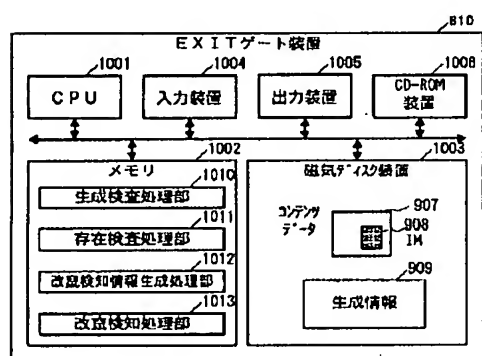 810
EXITゲート装置
1001
1004
1005
1006
CPU
入力装置
出力装置
CD-ROM
装置
1002
1003
メモリ
磁気ディスク装置
1010
生成検査処理部
1011
存在検査処理部
1012
改竄検知情報生成処理部
1013
改竄検知処理部
コンテンツ
データ
907
908
IM
909
生成情報